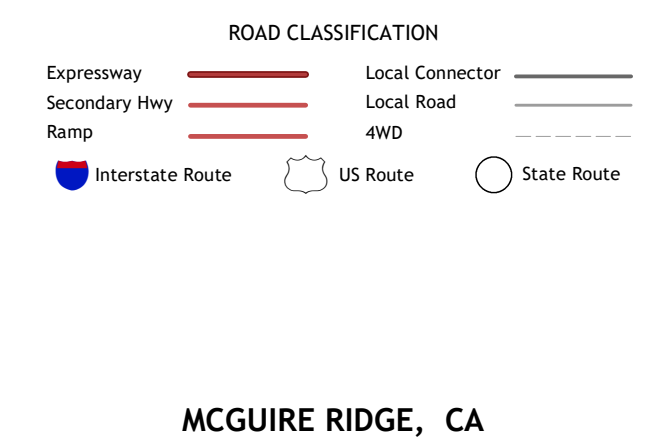 ROAD CLASSIFICATION
Expressway
Secondary Hwy
Ramp
Local Connector
Local Road
4WD
Interstate Route
US Route
State Route
MCGUIRE RIDGE, CA